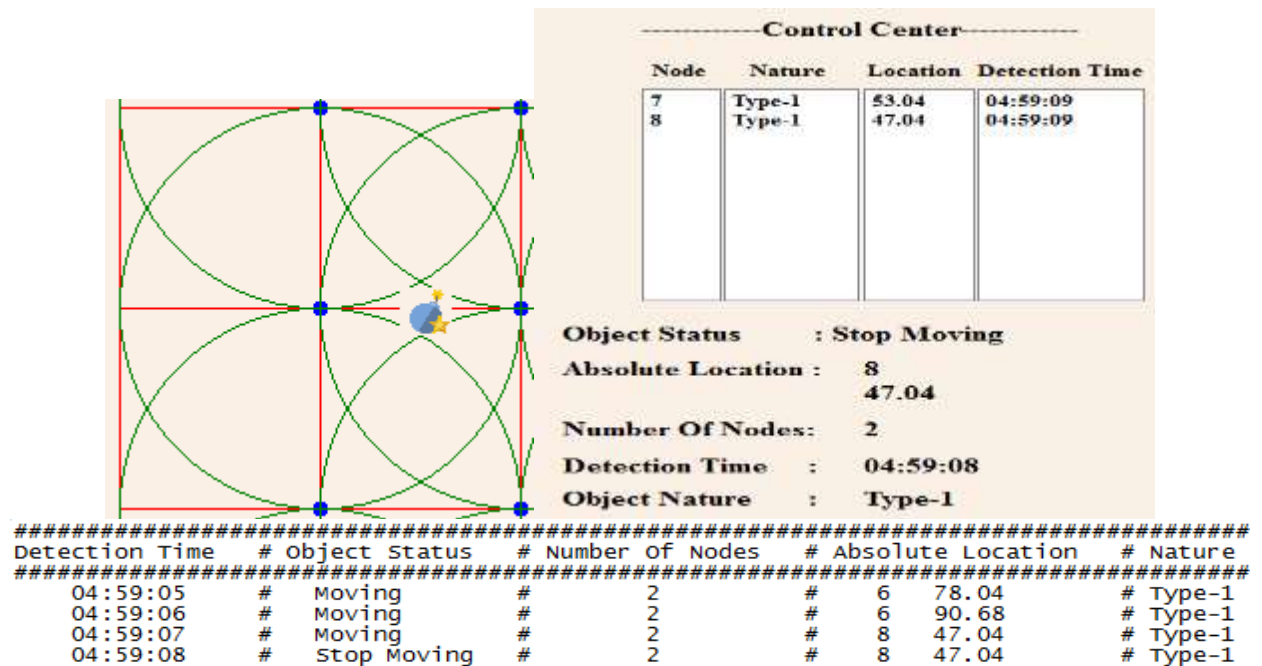 ------------Control Center------------
Node Nature Location Detection Time
7 Type-1 53.04 04:59:09
8 Type-1 47.04 04:59:09
Object Status : Stop Moving
Absolute Location : 8
47.04
Number Of Nodes: 2
Detection Time : 04:59:08
Object Nature : Type-1
######################################################################################
Detection Time # Object Status # Number Of Nodes # Absolute Location # Nature
######################################################################################
04:59:05 # Moving # 2 # 6 78.04 # Type-1
04:59:06 # Moving # 2 # 6 90.68 # Type-1
04:59:07 # Moving # 2 # 8 47.04 # Type-1
04:59:08 # Stop Moving # 2 # 8 47.04 # Type-1